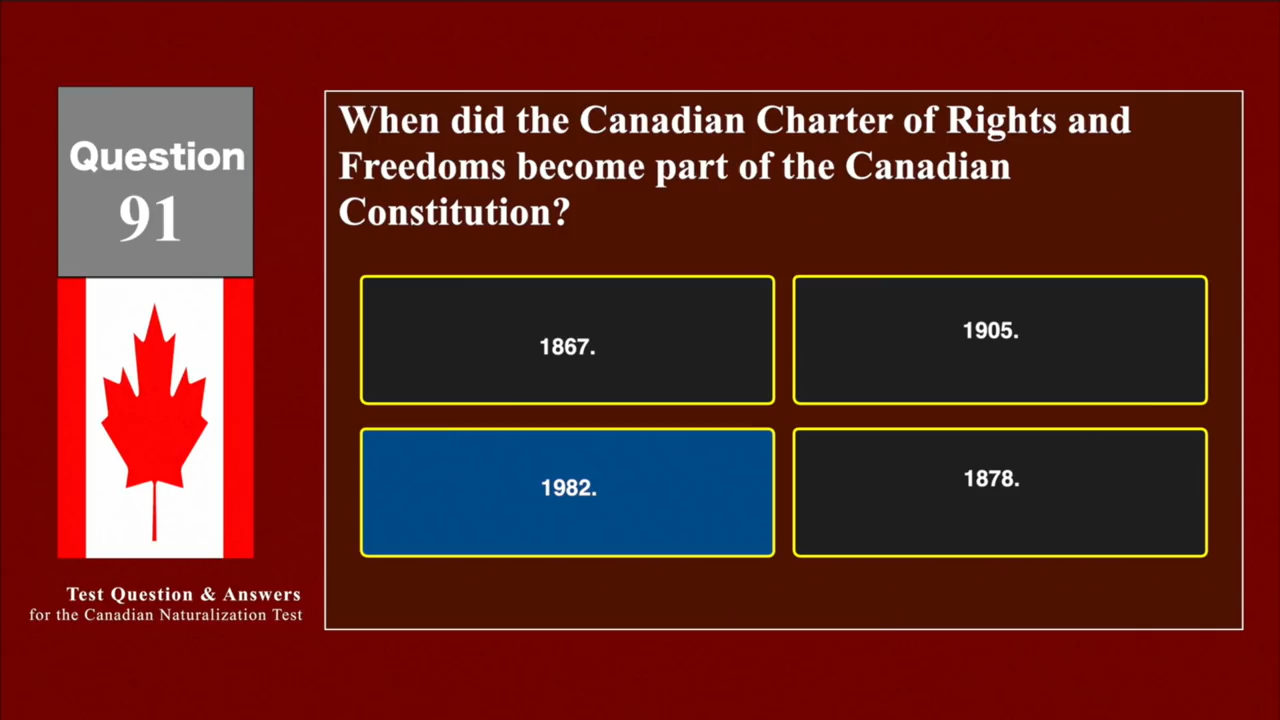 Question
91
When did the Canadian Charter of Rights and
Freedoms become part of the Canadian
Constitution?
1867.
1905.
1982.
1878.
Test Question & Answers
for the Canadian Naturalization Test